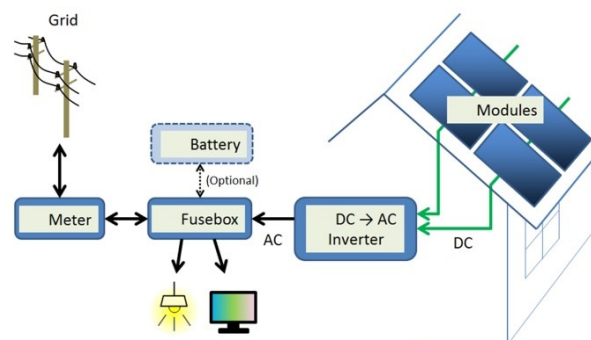 Grid
Modules
Battery
(Optional)
Meter
Fusebox
AC
DC → AC
Inverter
DC